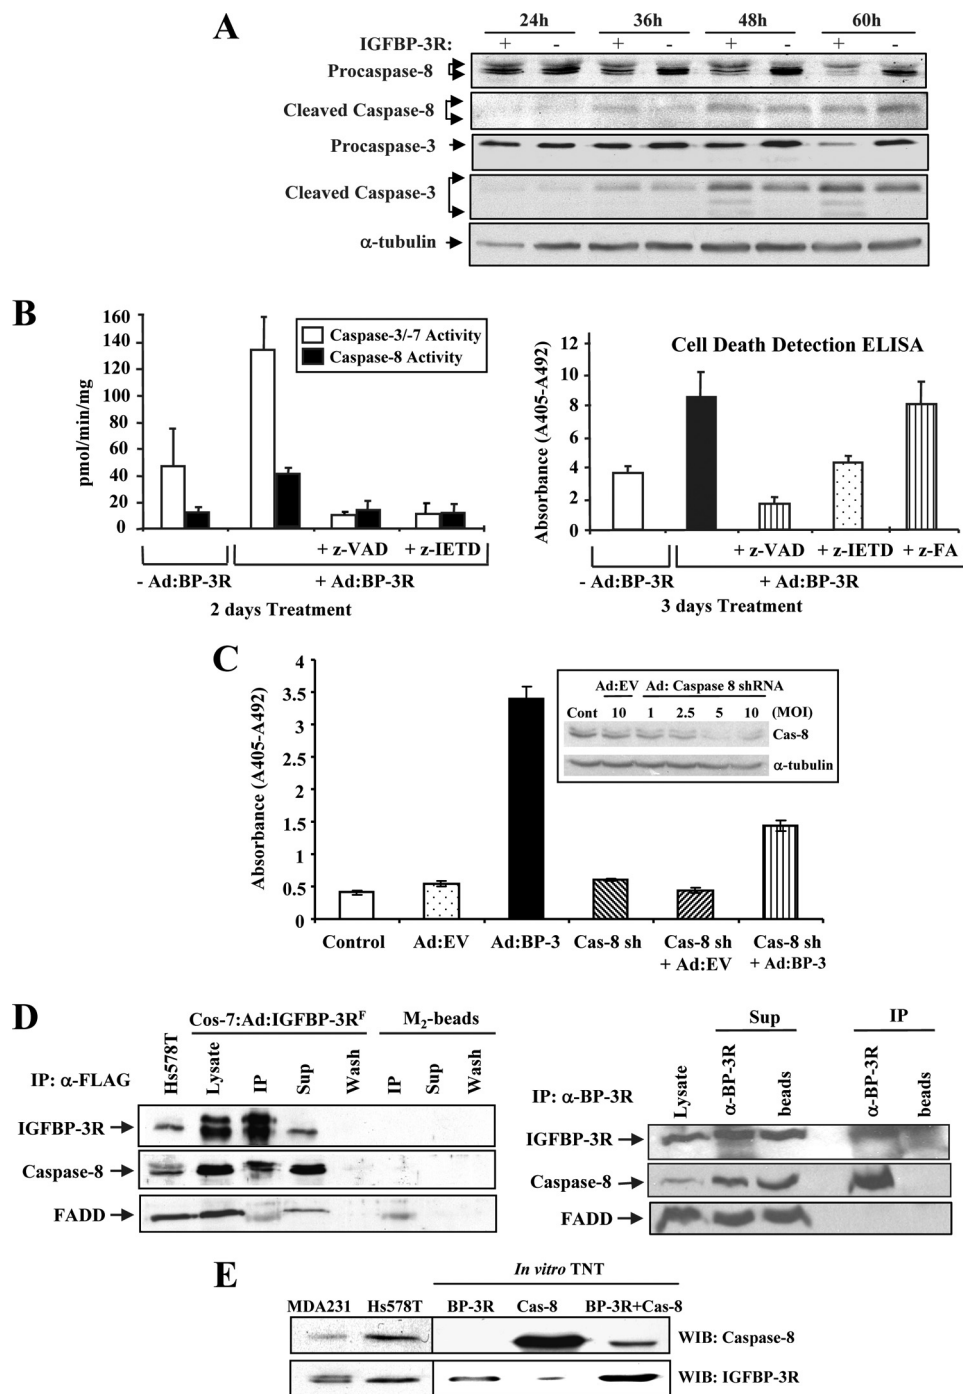 A
24h 36h 48h 60h
IGFBP-3R: + - + - + - + -
Procaspase-8
Cleaved Caspase-8
Procaspase-3
Cleaved Caspase-3
α-tubulin
B
pmol/min/mg
160
140
120
100
80
60
40
20
0
Caspase-3/-7 Activity
Caspase-8 Activity
+ z-VAD + z-IETD
- Ad:BP-3R + Ad:BP-3R
2 days Treatment
Cell Death Detection ELISA
Absorbance (A405-A492)
12
10
8
6
4
2
0
+ z-VAD + z-IETD + z-FA
- Ad:BP-3R + Ad:BP-3R
3 days Treatment
C
Absorbance (A405-A492)
4
3.5
3
2.5
2
1.5
1
0.5
0
Ad:EV Ad: Caspase 8 shRNA
Cont 10 1 2.5 5 10 (MOI)
Cas-8
α-tubulin
Control Ad:EV Ad:BP-3 Cas-8 sh Cas-8 sh Cas-8 sh
+ Ad:EV + Ad:BP-3
D
Cos-7:Ad:IGFBP-3Rᶠ M₂-beads
IP: α-FLAG Hs578T Lysate IP Sup Wash IP Sup Wash
IGFBP-3R
Caspase-8
FADD
Sup IP
IP: α-BP-3R Lysate α-BP-3R beads α-BP-3R beads
IGFBP-3R
Caspase-8
FADD
E
In vitro TNT
MDA231 Hs578T BP-3R Cas-8 BP-3R+Cas-8
WIB: Caspase-8
WIB: IGFBP-3R